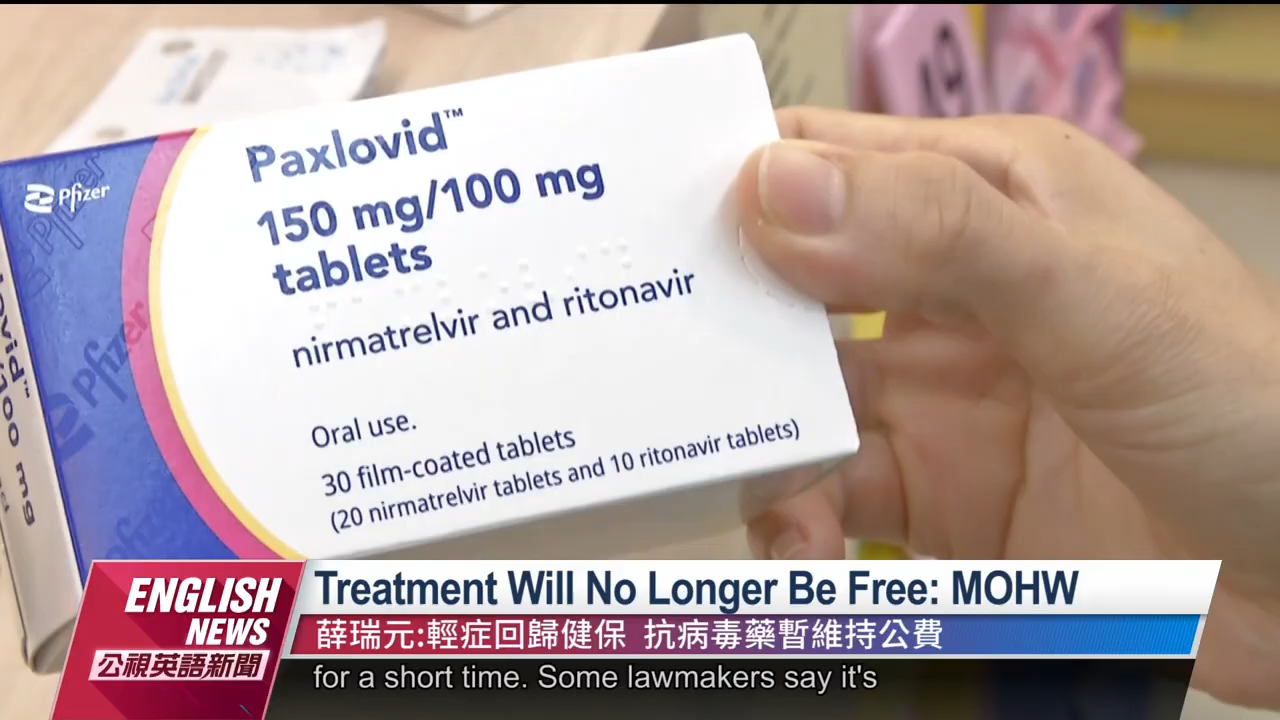 Pfizer
Paxlovid™
150 mg/100 mg
tablets
nirmatrelvir and ritonavir
Oral use.
30 film-coated tablets
(20 nirmatrelvir tablets and 10 ritonavir tablets)
Pfizer
ENGLISH
NEWS
公視英語新聞
Treatment Will No Longer Be Free: MOHW
薛瑞元:輕症回歸健保 抗病毒藥暫維持公費
for a short time. Some lawmakers say it's